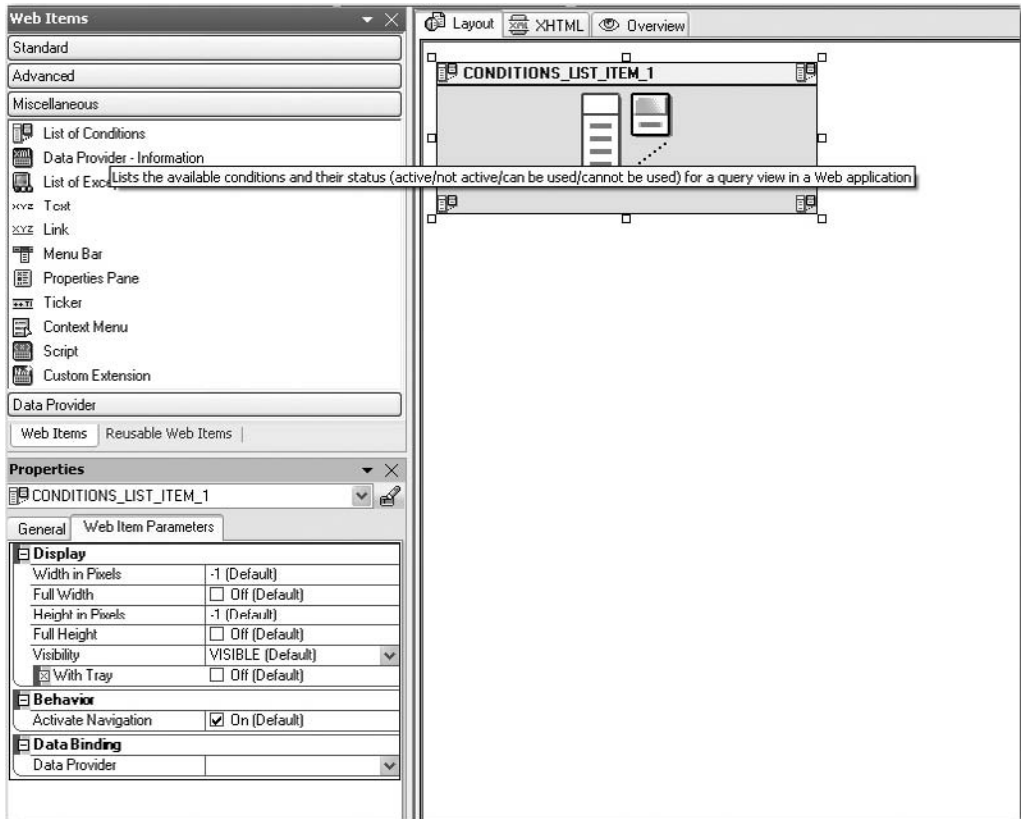 Web Items
Standard
Advanced
Miscellaneous
List of Conditions
Data Provider - Information
List of Exce
Text
Link
Menu Bar
Properties Pane
Ticker
Context Menu
Script
Custom Extension
Data Provider
Web Items Reusable Web Items
Properties
CONDITIONS_LIST_ITEM_1
General Web Item Parameters
Display
Width in Pixels -1 (Default)
Full Width Off (Default)
Height in Pixels -1 (Default)
Full Height Off (Default)
Visibility VISIBLE (Default)
With Tray Off (Default)
Behavior
Activate Navigation On (Default)
Data Binding
Data Provider
Layout XHTML Overview
CONDITIONS_LIST_ITEM_1
Lists the available conditions and their status (active/not active/can be used/cannot be used) for a query view in a Web application